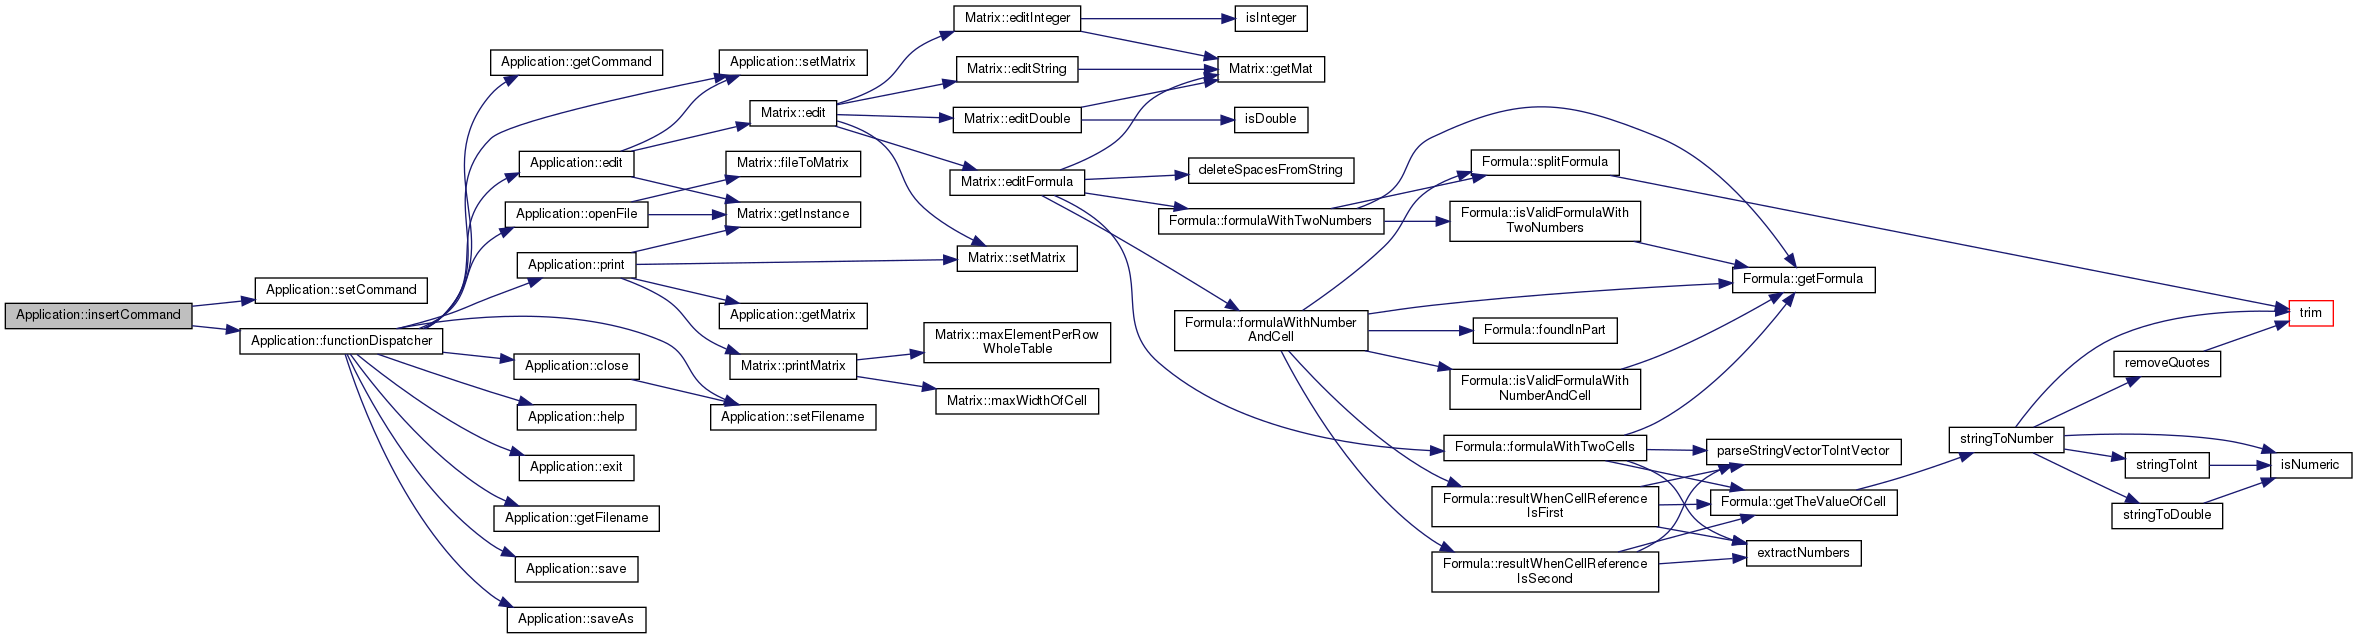 Application::insertCommand
Application::setCommand
Application::functionDispatcher
Application::getCommand
Application::edit
Application::openFile
Application::print
Application::close
Application::help
Application::exit
Application::getFilename
Application::save
Application::saveAs
Application::setMatrix
Matrix::edit
Matrix::fileToMatrix
Matrix::getInstance
Application::getMatrix
Matrix::printMatrix
Application::setFilename
Matrix::editInteger
Matrix::editString
Matrix::editDouble
Matrix::editFormula
Matrix::setMatrix
Matrix::maxElementPerRow
WholeTable
Matrix::maxWidthOfCell
isInteger
Matrix::getMat
isDouble
deleteSpacesFromString
Formula::formulaWithTwoNumbers
Formula::formulaWithNumber
AndCell
Formula::splitFormula
Formula::isValidFormulaWith
TwoNumbers
Formula::foundInPart
Formula::isValidFormulaWith
NumberAndCell
Formula::formulaWithTwoCells
Formula::resultWhenCellReference
IsFirst
Formula::resultWhenCellReference
IsSecond
Formula::getFormula
parseStringVectorToIntVector
Formula::getTheValueOfCell
extractNumbers
stringToNumber
removeQuotes
stringToInt
stringToDouble
trim
isNumeric